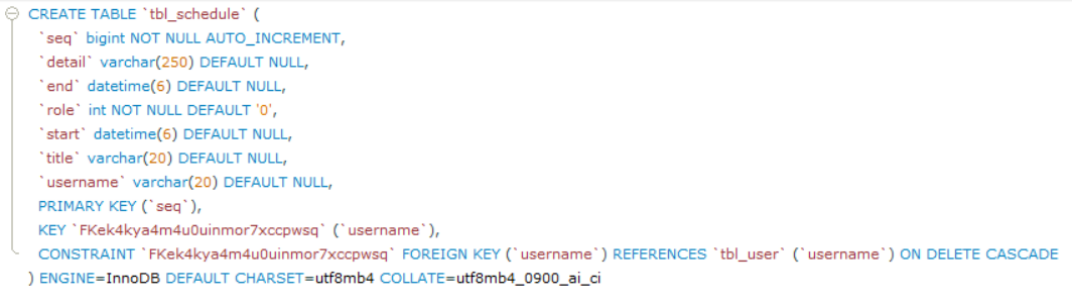 CREATE TABLE `tbl_schedule` (
`seq` bigint NOT NULL AUTO_INCREMENT,
`detail` varchar(250) DEFAULT NULL,
`end` datetime(6) DEFAULT NULL,
`role` int NOT NULL DEFAULT '0',
`start` datetime(6) DEFAULT NULL,
`title` varchar(20) DEFAULT NULL,
`username` varchar(20) DEFAULT NULL,
PRIMARY KEY (`seq`),
KEY `FKek4kya4m4u0uinmor7xccpwsq` (`username`),
CONSTRAINT `FKek4kya4m4u0uinmor7xccpwsq` FOREIGN KEY (`username`) REFERENCES `tbl_user` (`username`) ON DELETE CASCADE
) ENGINE=InnoDB DEFAULT CHARSET=utf8mb4 COLLATE=utf8mb4_0900_ai_ci